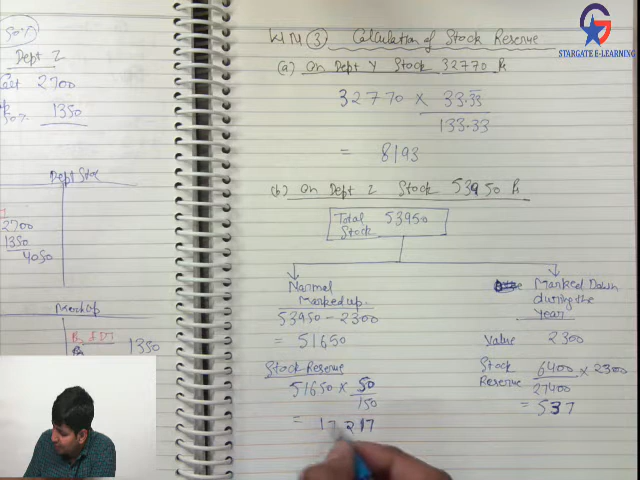 50%
Dept Z
2700
50% 1350
Dept Stoc
2700
1350
4050
Markup
1350
W.N (3) Calculation of Stock Reserve
(a) On Dept Y Stock 32770 R
32770 × 33.33
133.33
= 8193
(b) On Dept Z Stock 53950 R
Total 53950
Stock
Normal
Marked up.
53950 - 2300
= 51650
Stock Reserve
51650 × 50
150
= 17217
Marked Down
during the
Year
Value 2300
Stock 6400 × 2300
Reserve 27400
= 537
STARGATE E-LEARNING